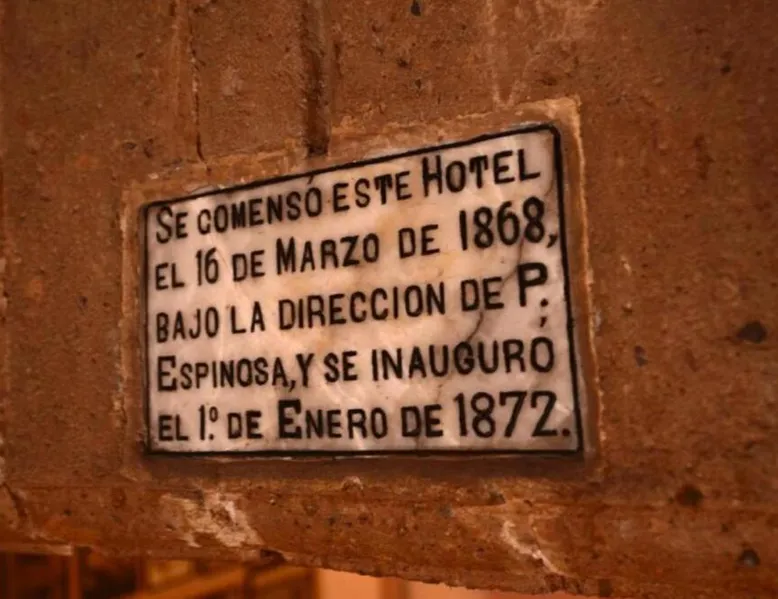 SE COMENSÓ ESTE HOTEL
EL 16 DE MARZO DE 1868,
BAJO LA DIRECCION DE P.
ESPINOSA, Y SE INAUGURO
EL 1º. DE ENERO DE 1872.